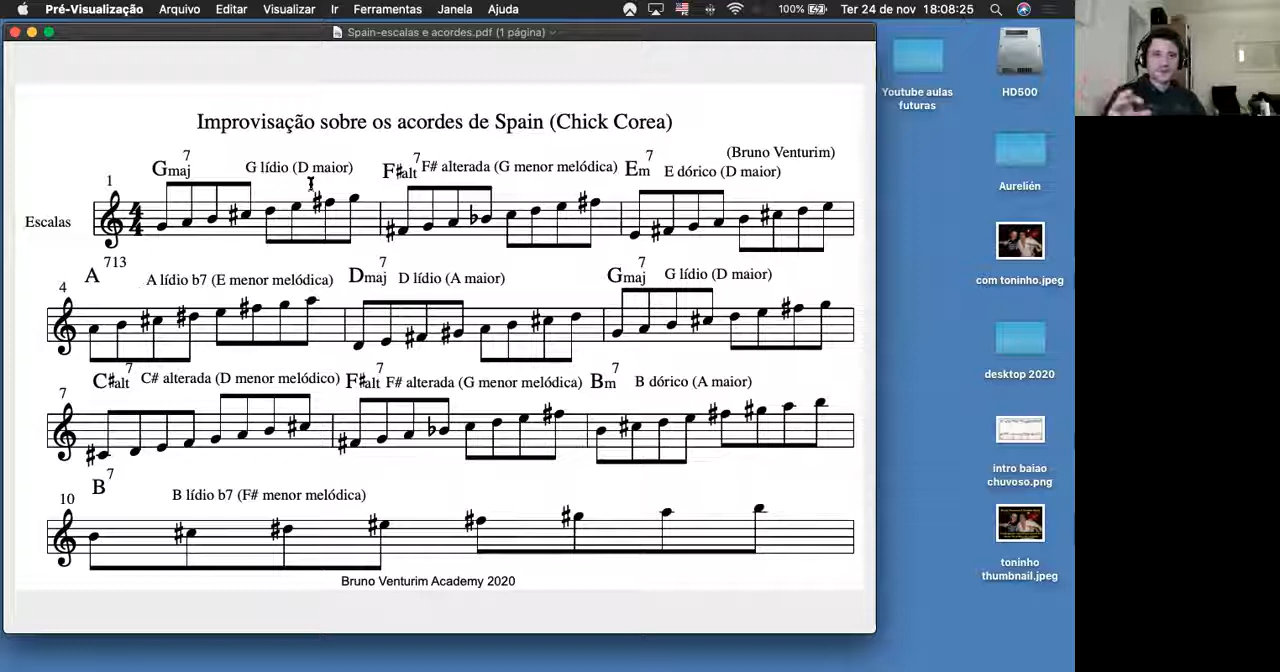 Pré-Visualização Arquivo Editar Visualizar Ir Ferramentas Janela Ajuda 100% Ter 24 de nov 18:08:25
Spain-escalas e acordes.pdf (1 página)
Improvisação sobre os acordes de Spain (Chick Corea)
(Bruno Venturim)
Gmaj7 G lídio (D maior) F#alt7 F# alterada (G menor melódica) Em7 E dórico (D maior)
1
Escalas
A713 A lídio b7 (E menor melódica) Dmaj7 D lídio (A maior) Gmaj7 G lídio (D maior)
4
C#alt7 C# alterada (D menor melódico) F#alt7 F# alterada (G menor melódica) Bm7 B dórico (A maior)
7
B7 B lídio b7 (F# menor melódica)
10
Bruno Venturim Academy 2020
Youtube aulas
futuras
HD500
Aurelién
com toninho.jpeg
desktop 2020
intro baiao
chuvoso.png
toninho
thumbnail.jpeg